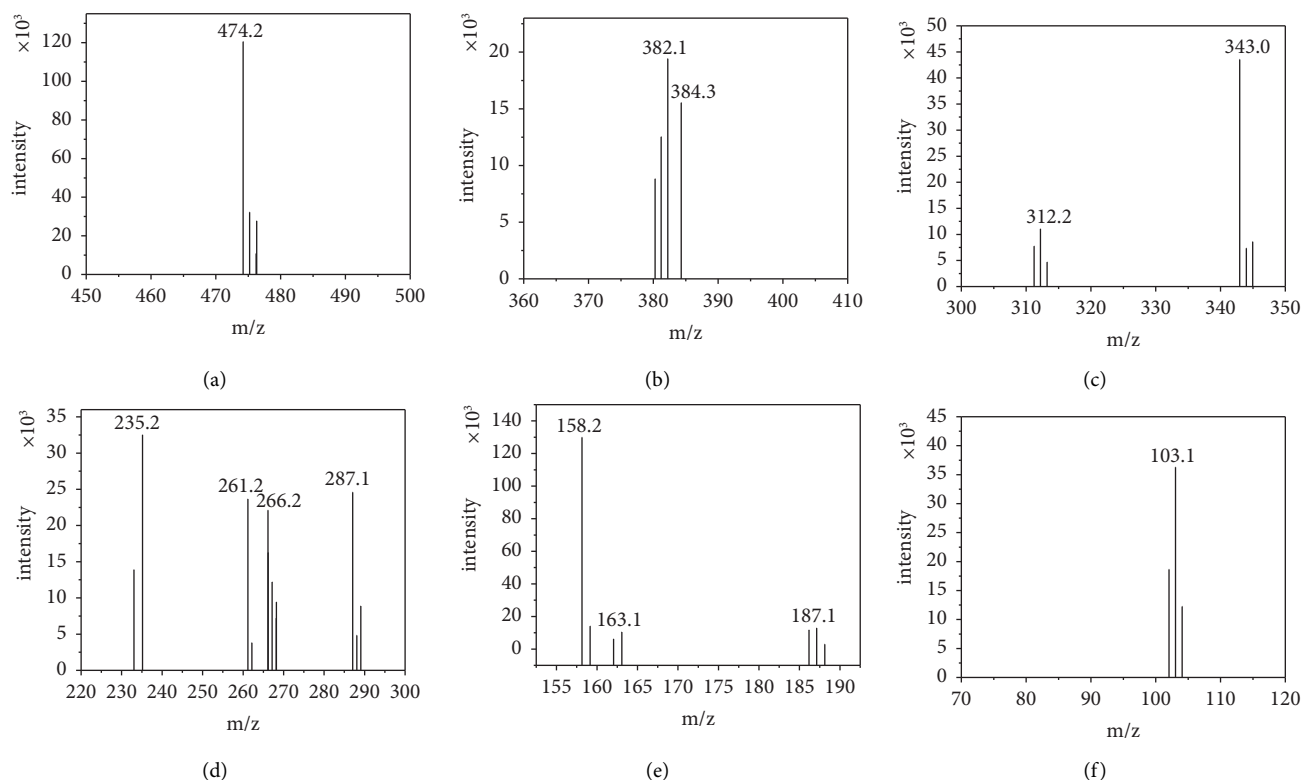 ×10³
intensity
120
100
80
60
40
20
0
474.2
450 460 470 480 490 500
m/z
(a)
×10³
intensity
20
15
10
5
0
382.1
384.3
360 370 380 390 400 410
m/z
(b)
×10³
intensity
50
45
40
35
30
25
20
15
10
5
0
343.0
312.2
300 310 320 330 340 350
m/z
(c)
×10³
intensity
35
30
25
20
15
10
5
0
235.2
261.2
266.2
287.1
220 230 240 250 260 270 280 290 300
m/z
(d)
×10³
intensity
140
120
100
80
60
40
20
0
158.2
163.1
187.1
155 160 165 170 175 180 185 190
m/z
(e)
×10³
intensity
45
40
35
30
25
20
15
10
5
0
103.1
70 80 90 100 110 120
m/z
(f)